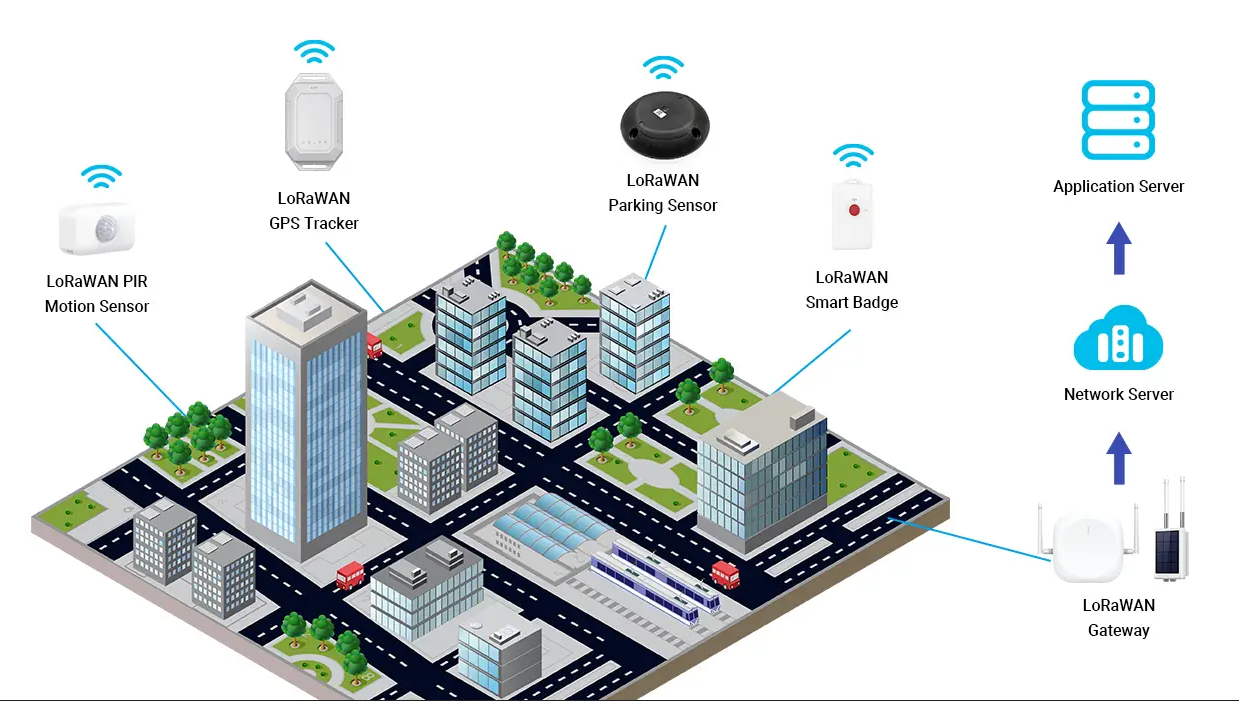 LoRaWAN PIR
Motion Sensor
LoRaWAN
GPS Tracker
LoRaWAN
Parking Sensor
LoRaWAN
Smart Badge
Application Server
Network Server
LoRaWAN
Gateway